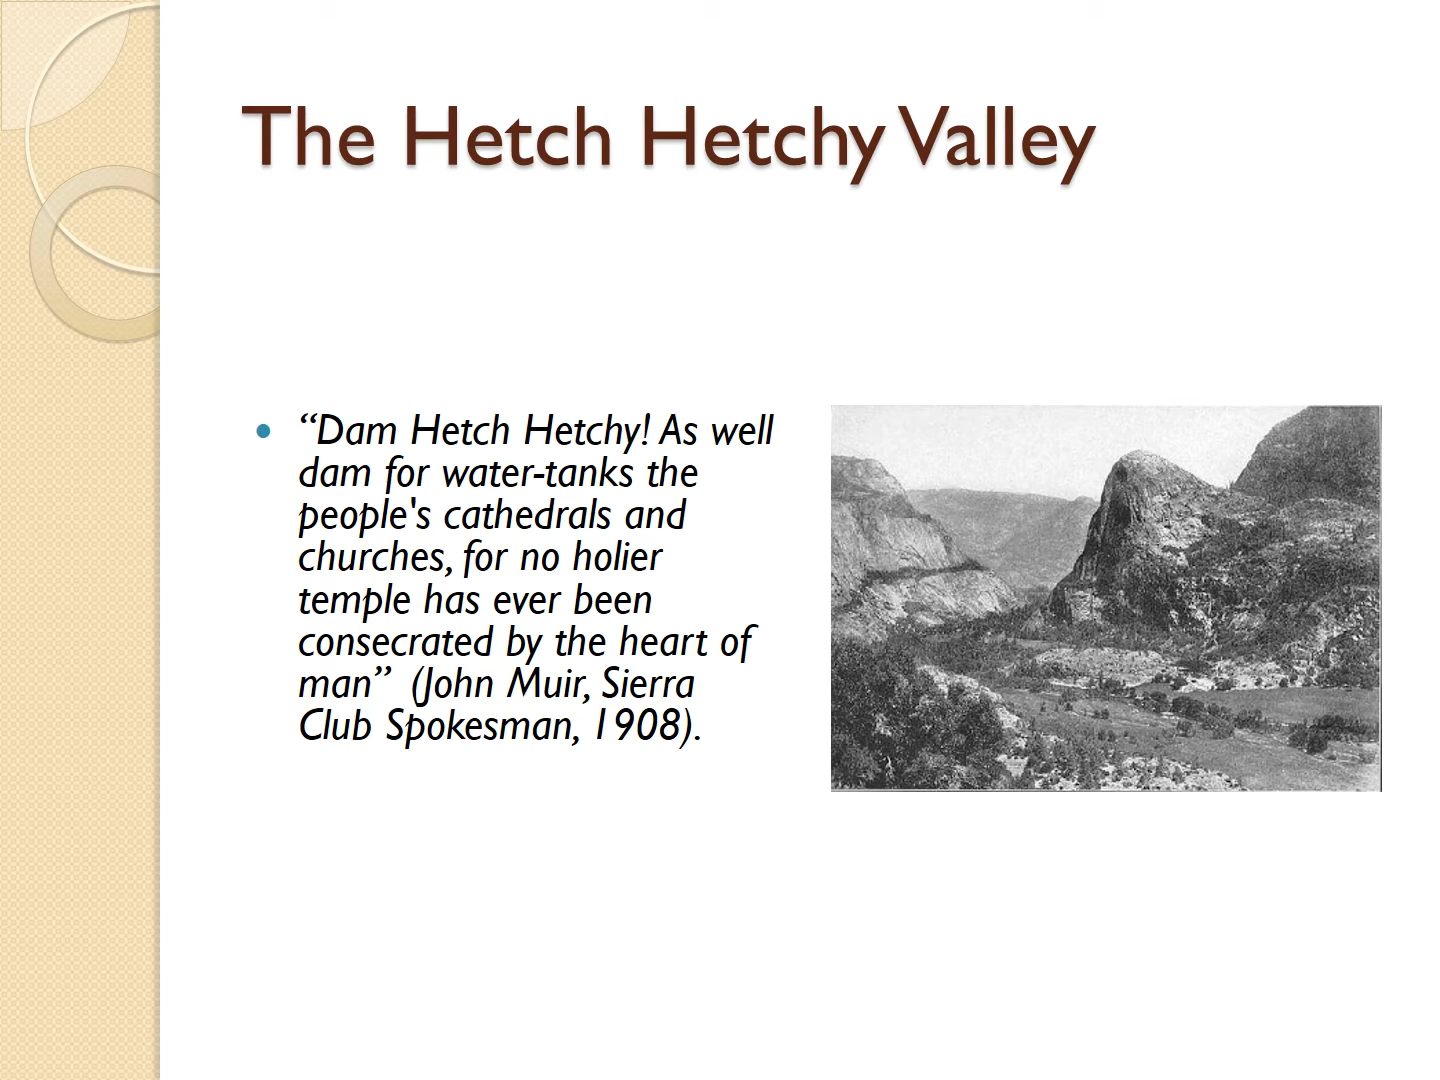 The Hetch Hetchy Valley
“Dam Hetch Hetchy! As well
dam for water-tanks the
people's cathedrals and
churches, for no holier
temple has ever been
consecrated by the heart of
man” (John Muir, Sierra
Club Spokesman, 1908).